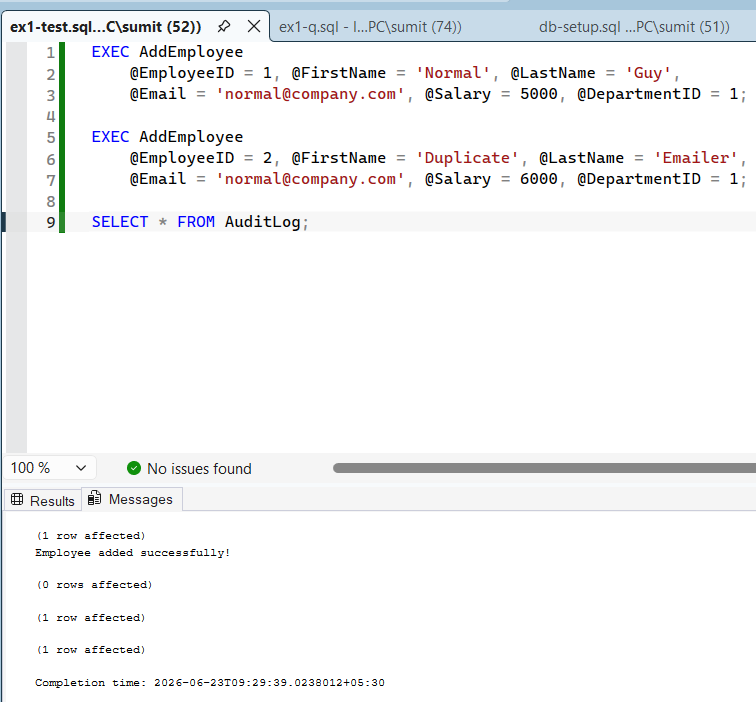 ex1-test.sql...C\sumit (52)) ex1-q.sql - l...PC\sumit (74)) db-setup.sql ...PC\sumit (51))
1 EXEC AddEmployee
2 @EmployeeID = 1, @FirstName = 'Normal', @LastName = 'Guy',
3 @Email = 'normal@company.com', @Salary = 5000, @DepartmentID = 1;
4
5 EXEC AddEmployee
6 @EmployeeID = 2, @FirstName = 'Duplicate', @LastName = 'Emailer',
7 @Email = 'normal@company.com', @Salary = 6000, @DepartmentID = 1;
8
9 SELECT * FROM AuditLog;
100 % No issues found
Results Messages
(1 row affected)
Employee added successfully!
(0 rows affected)
(1 row affected)
(1 row affected)
Completion time: 2026-06-23T09:29:39.0238012+05:30